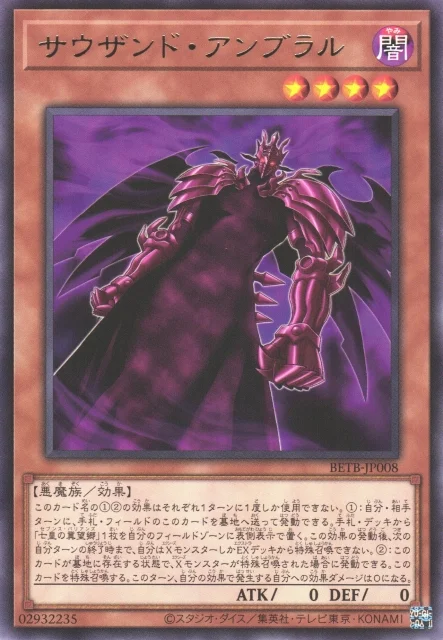 サウザンド・アンブラル
闇
BETB-JP008
【悪魔族/効果】
このカード名の①②の効果はそれぞれ1ターンに1度しか使用できない。①:自分・相手
ターンに、手札・フィールドのこのカードを墓地へ送って発動できる。手札・デッキから
「七皇の翼望郷」1枚を自分のフィールドゾーンに表側表示で置く。この効果の発動後、次の
自分ターンの終了時まで、自分はXモンスターしかEXデッキから特殊召喚できない。②:この
カードが墓地に存在する状態で、Xモンスターが特殊召喚された場合に発動できる。この
カードを特殊召喚する。このターン、自分の効果で発生する自分への効果ダメージは0になる。
ATK/ 0 DEF/ 0
02932235 ©スタジオ・ダイス/集英社・テレビ東京・KONAMI